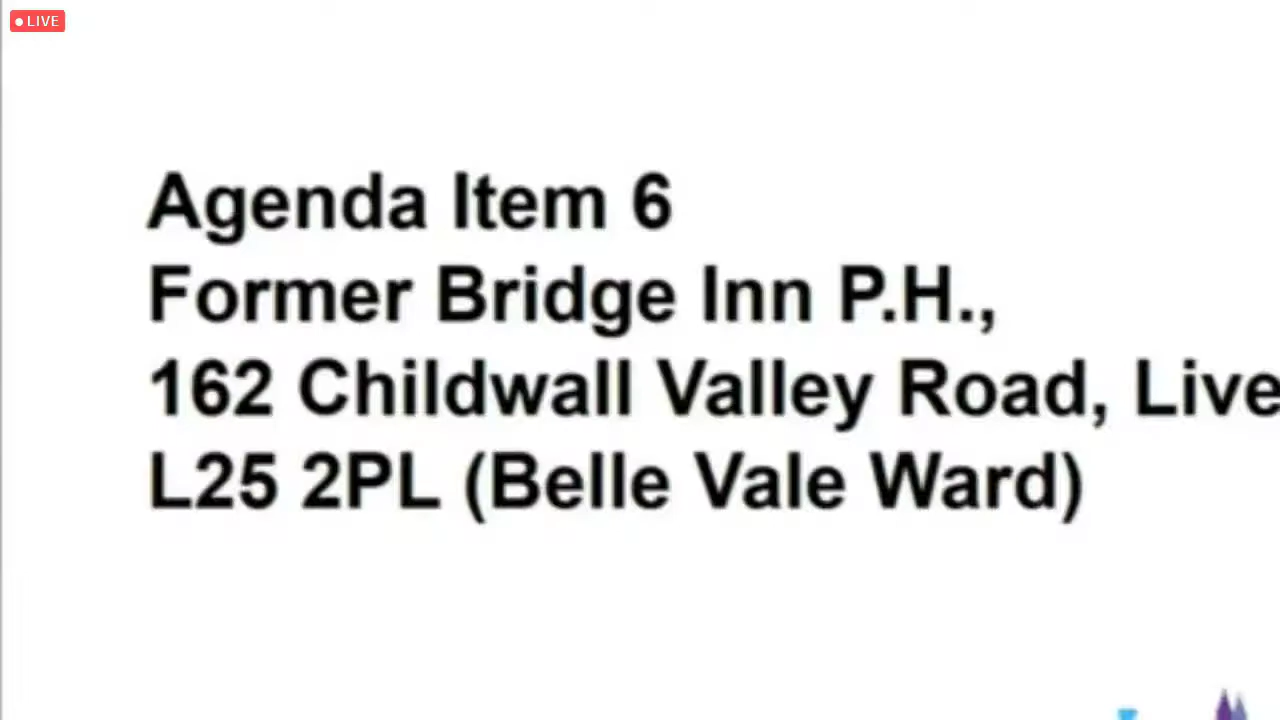 LIVE
Agenda Item 6
Former Bridge Inn P.H.,
162 Childwall Valley Road, Live
L25 2PL (Belle Vale Ward)